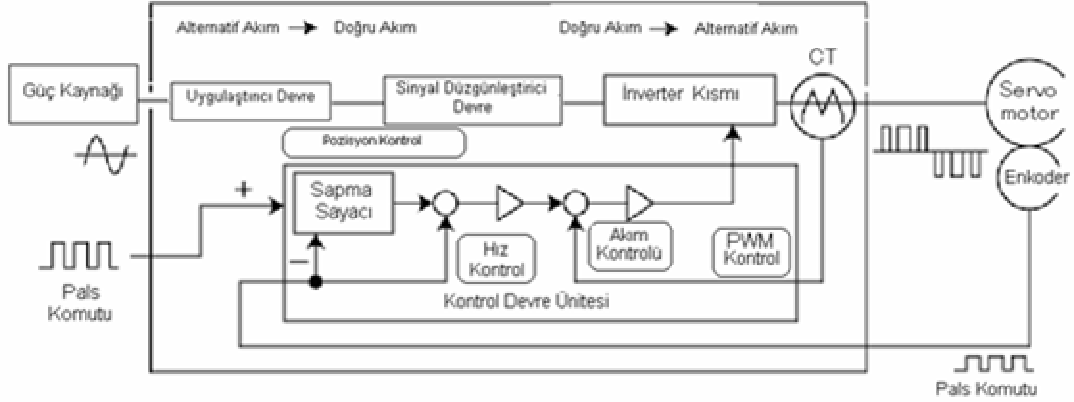 Alternatif Akım → Doğru Akım
Doğru Akım → Alternatif Akım
CT
Güç Kaynağı
Uygulaştırıcı Devre
Sinyal Düzgünleştirici
Devre
İnverter Kısmı
Servo
motor
Enkoder
Pozisyon Kontrol
+
Sapma
Sayacı
−
Hız
Kontrol
Akım
Kontrolü
PWM
Kontrol
Kontrol Devre Ünitesi
Pals
Komutu
Pals Komutu